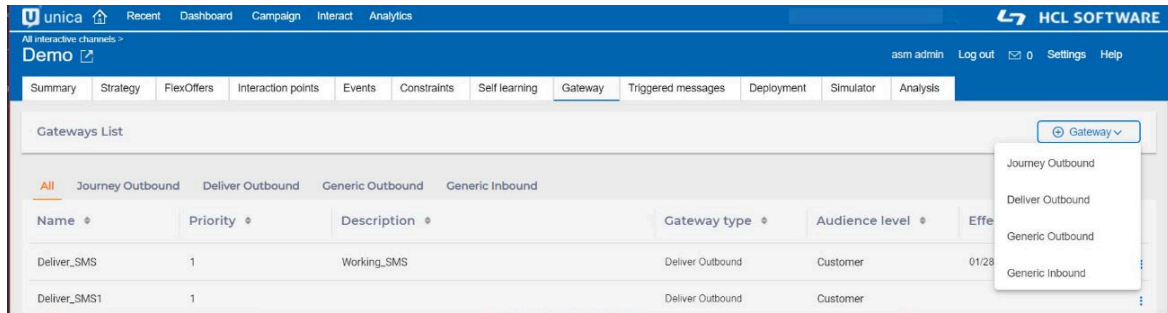 unica Recent Dashboard Campaign Interact Analytics HCL SOFTWARE
All interactive channels >
Demo asm admin Log out 0 Settings Help
Summary Strategy FlexOffers Interaction points Events Constraints Self learning Gateway Triggered messages Deployment Simulator Analysis
Gateways List Gateway
Journey Outbound
Deliver Outbound
Generic Outbound
Generic Inbound
All Journey Outbound Deliver Outbound Generic Outbound Generic Inbound
Name Priority Description Gateway type Audience level Effe
Deliver_SMS 1 Working_SMS Deliver Outbound Customer 01/28
Deliver_SMS1 1 Deliver Outbound Customer